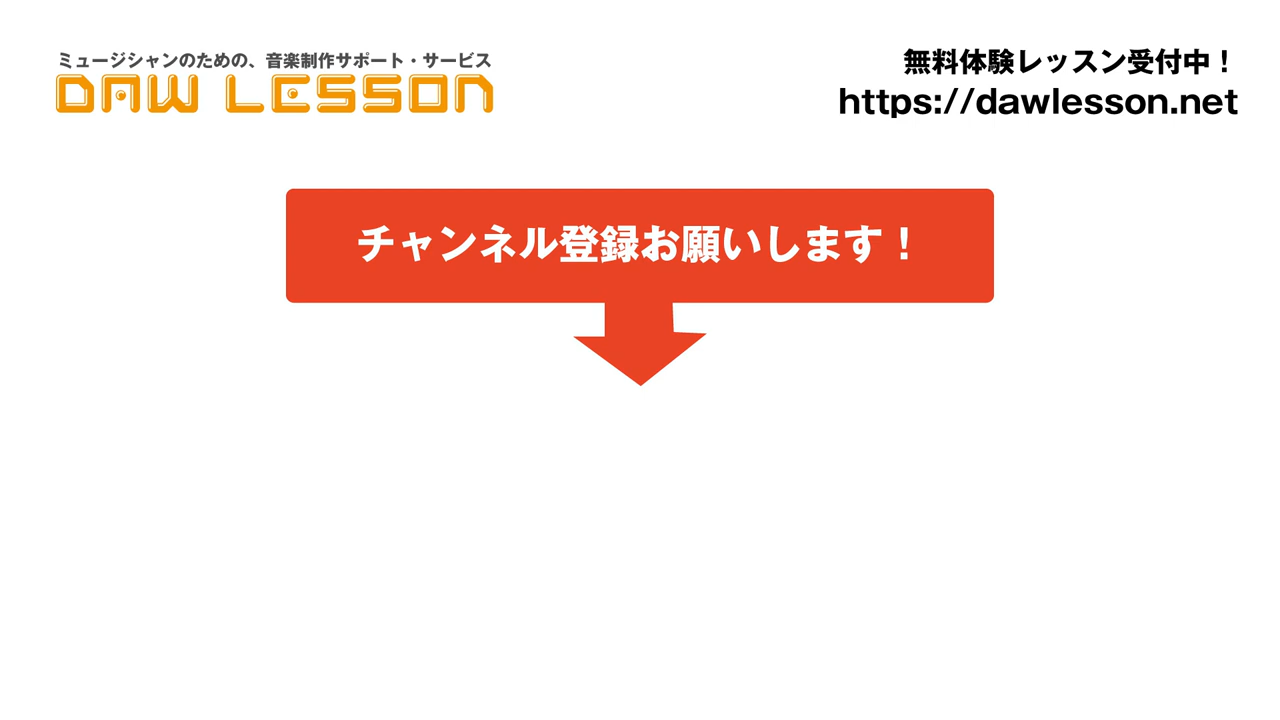 ミュージシャンのための、音楽制作サポート・サービス
DAW LESSON
無料体験レッスン受付中！
https://dawlesson.net
チャンネル登録お願いします！